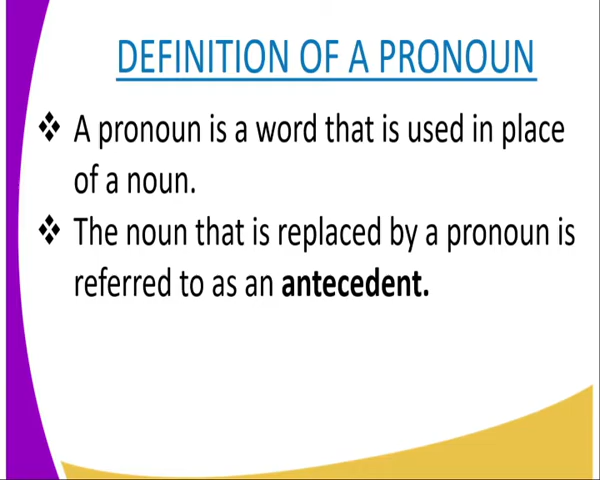 DEFINITION OF A PRONOUN
❖ A pronoun is a word that is used in place
of a noun.
❖ The noun that is replaced by a pronoun is
referred to as an antecedent.